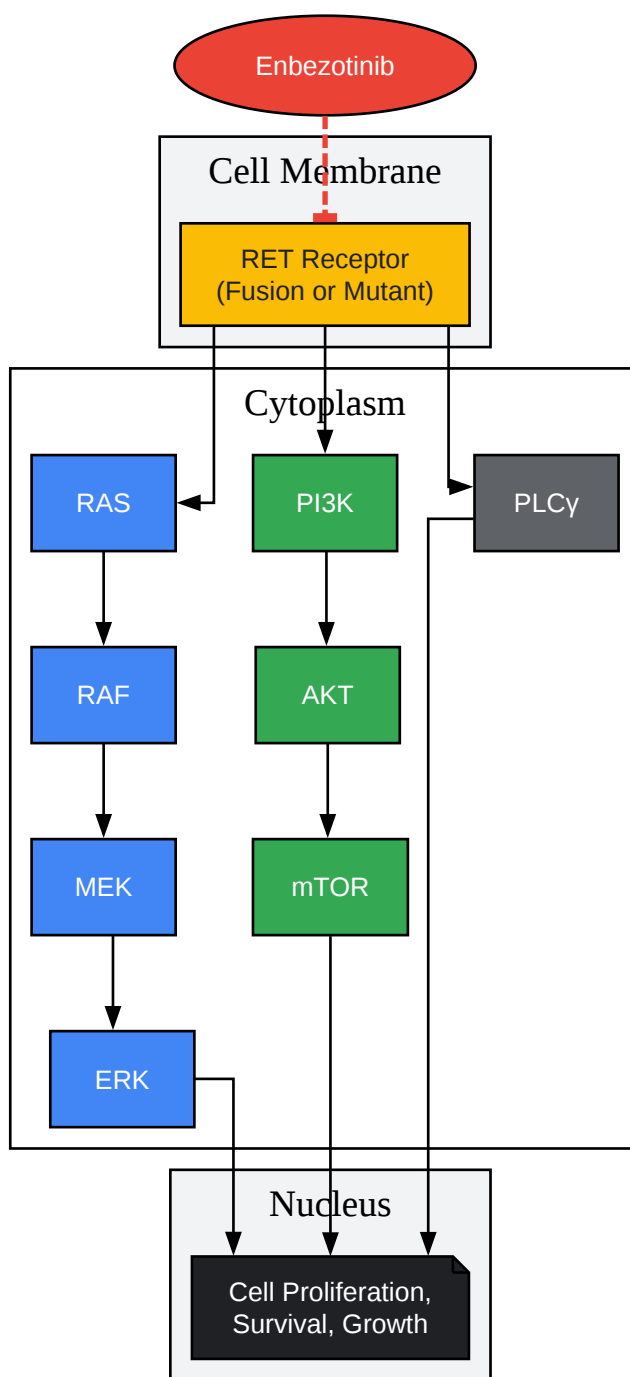 Enbezotinib
Cell Membrane
RET Receptor
(Fusion or Mutant)
Cytoplasm
RAS
PI3K
PLCγ
RAF
AKT
MEK
mTOR
ERK
Nucleus
Cell Proliferation,
Survival, Growth